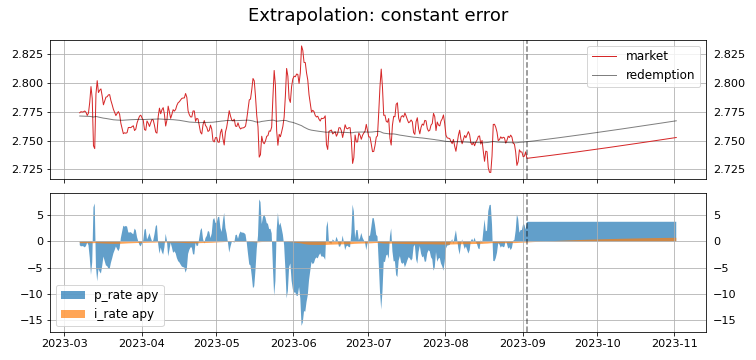 Extrapolation: constant error
2.825 2.825
2.800 2.800
2.775 2.775
2.750 2.750
2.725 2.725
market
redemption
5 5
0 0
−5 −5
−10 −10
−15 −15
p_rate apy
i_rate apy
2023-03 2023-04 2023-05 2023-06 2023-07 2023-08 2023-09 2023-10 2023-11